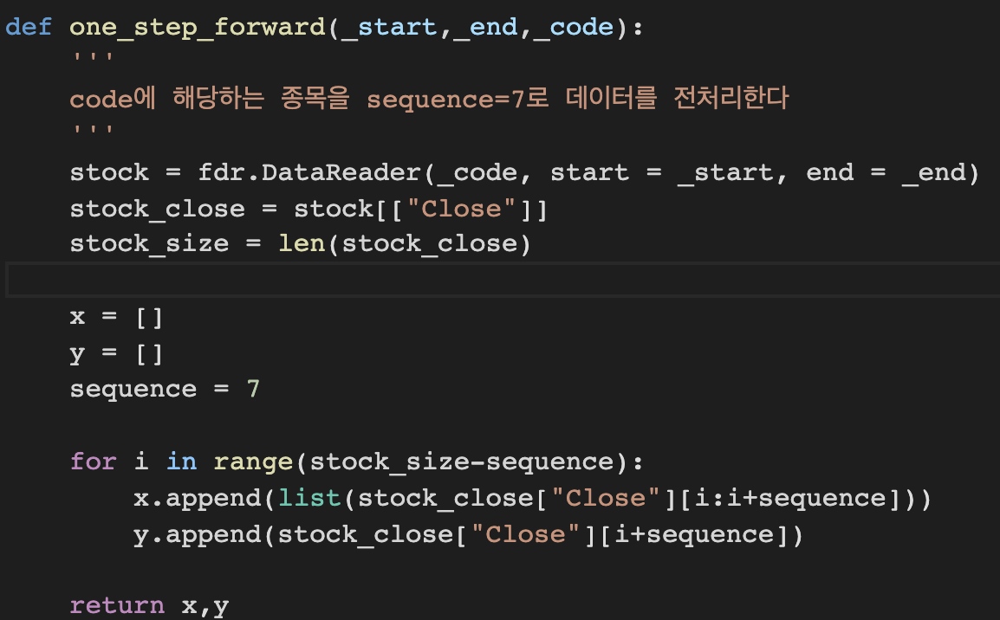 def one_step_forward(_start,_end,_code):
    '''
    code에 해당하는 종목을 sequence=7로 데이터를 전처리한다
    '''
    stock = fdr.DataReader(_code, start = _start, end = _end)
    stock_close = stock[["Close"]]
    stock_size = len(stock_close)

    x = []
    y = []
    sequence = 7

    for i in range(stock_size-sequence):
        x.append(list(stock_close["Close"][i:i+sequence]))
        y.append(stock_close["Close"][i+sequence])

    return x,y